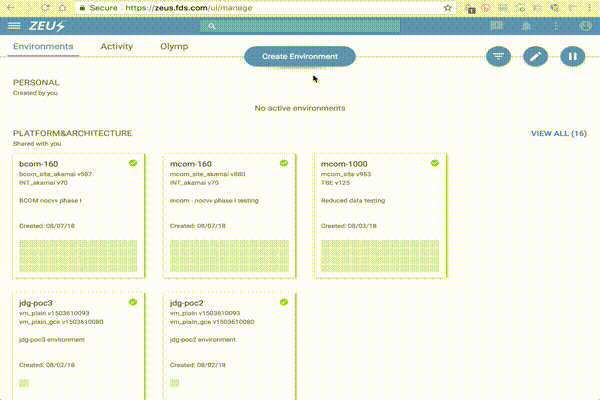 Secure https://zeus.fds.com/ui/manage
ZEUS
Environments Activity Olymp
Create Environment
PERSONAL
Created by you
No active environments
PLATFORM&ARCHITECTURE
VIEW ALL (16)
Shared with you
bcom-160
bcom_site_akamai v587
INT_akamai v70
BCOM nocvv phase I
Created: 08/07/18
mcom-160
mcom_site_akamai v880
INT_akamai v70
mcom - nocvv phase I testing
Created: 08/07/18
mcom-1000
mcom_site v953
TBE v125
Reduced data testing
Created: 08/03/18
jdg-poc3
vm_plain v1503610093
vm_plain_gce v1503610080
jdg-poc3 environment
Created: 08/02/18
jdg-poc2
vm_plain v1503610093
vm_plain_gce v1503610080
jdg-poc2 environment
Created: 08/02/18